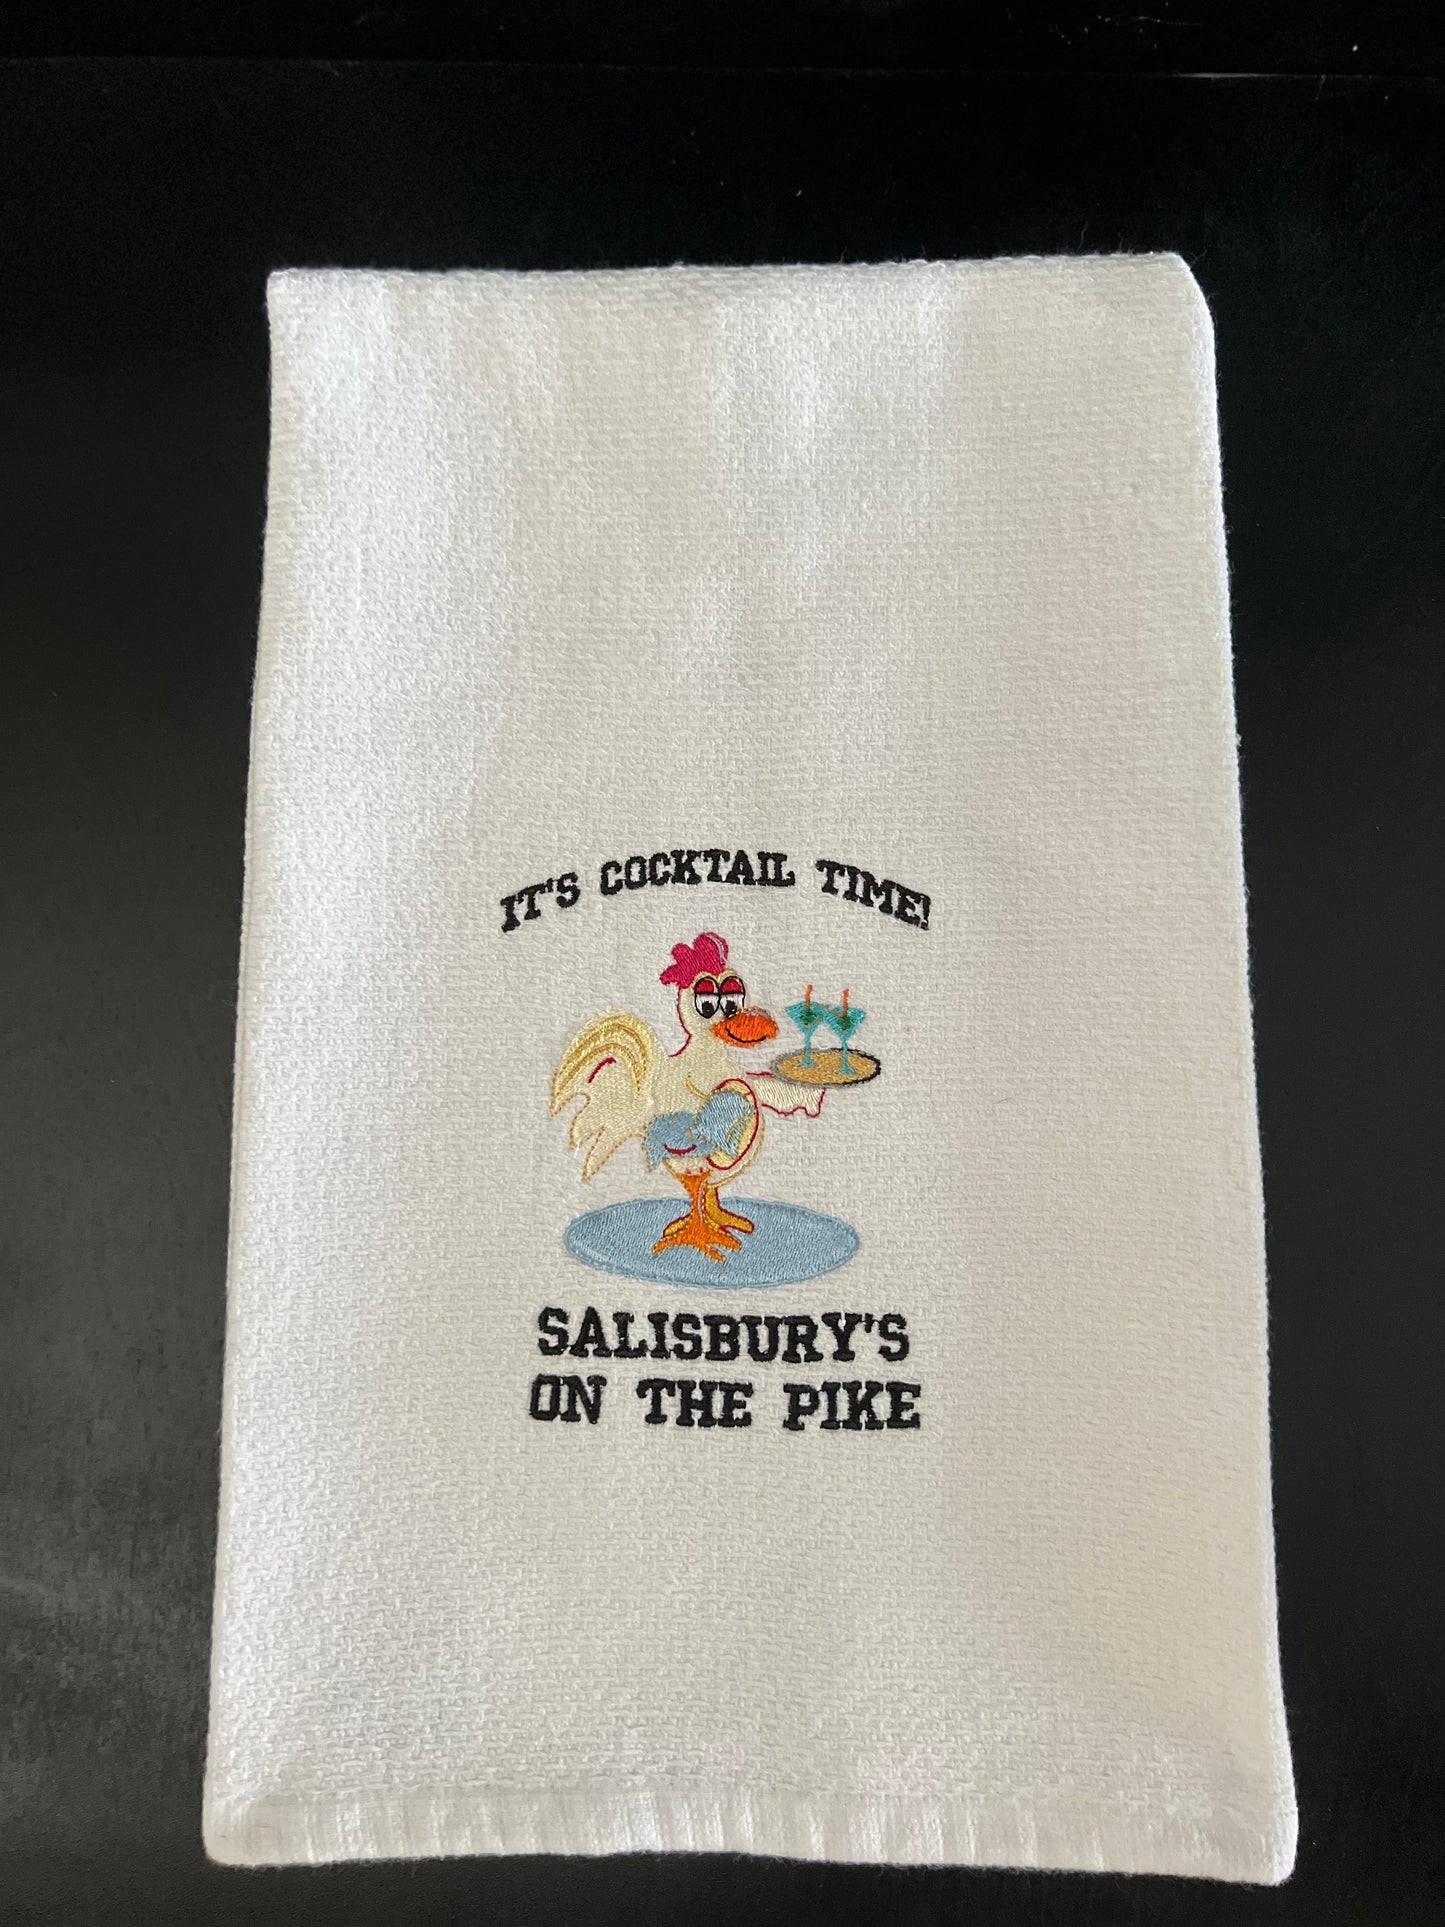 IT'S COCKTAIL TIME!
SALISBURY'S
ON THE PIKE